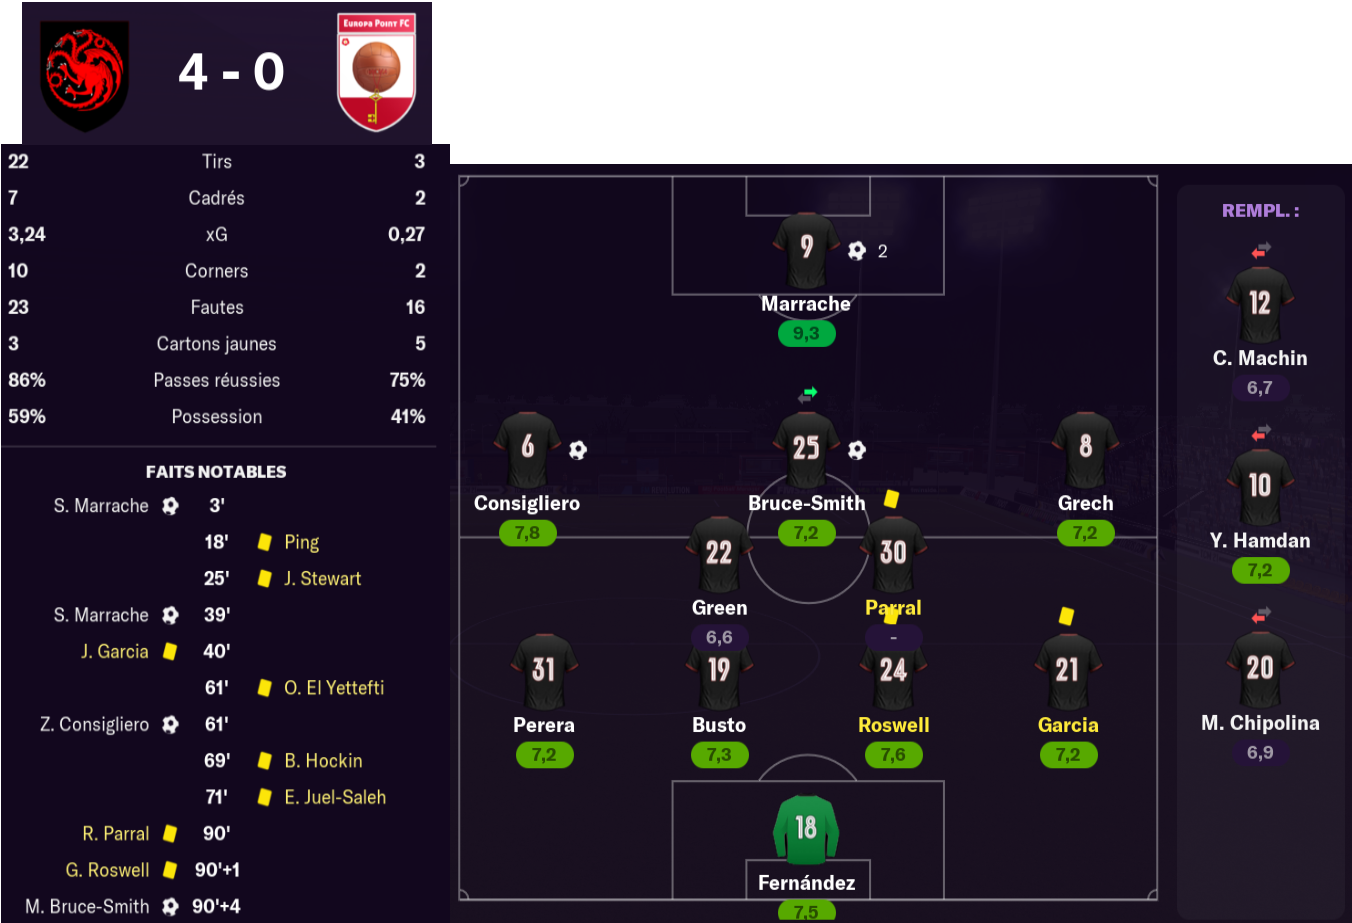 EUROPA POINT FC
4 - 0
22 Tirs 3
7 Cadrés 2
3,24 xG 0,27
10 Corners 2
23 Fautes 16
3 Cartons jaunes 5
86% Passes réussies 75%
59% Possession 41%
FAITS NOTABLES
S. Marrache 3'
18' Ping
25' J. Stewart
S. Marrache 39'
J. Garcia 40'
61' O. El Yettefti
Z. Consigliero 61'
69' B. Hockin
71' E. Juel-Saleh
R. Parral 90'
G. Roswell 90'+1
M. Bruce-Smith 90'+4
9 2
Marrache
9,3
6 25 8
Consigliero Bruce-Smith Grech
7,8 7,2 7,2
22 30
Green Parral
6,6 -
31 19 24 21
Perera Busto Roswell Garcia
7,2 7,3 7,6 7,2
18
Fernández
7,5
REMPL. :
12
C. Machin
6,7
10
Y. Hamdan
7,2
20
M. Chipolina
6,9